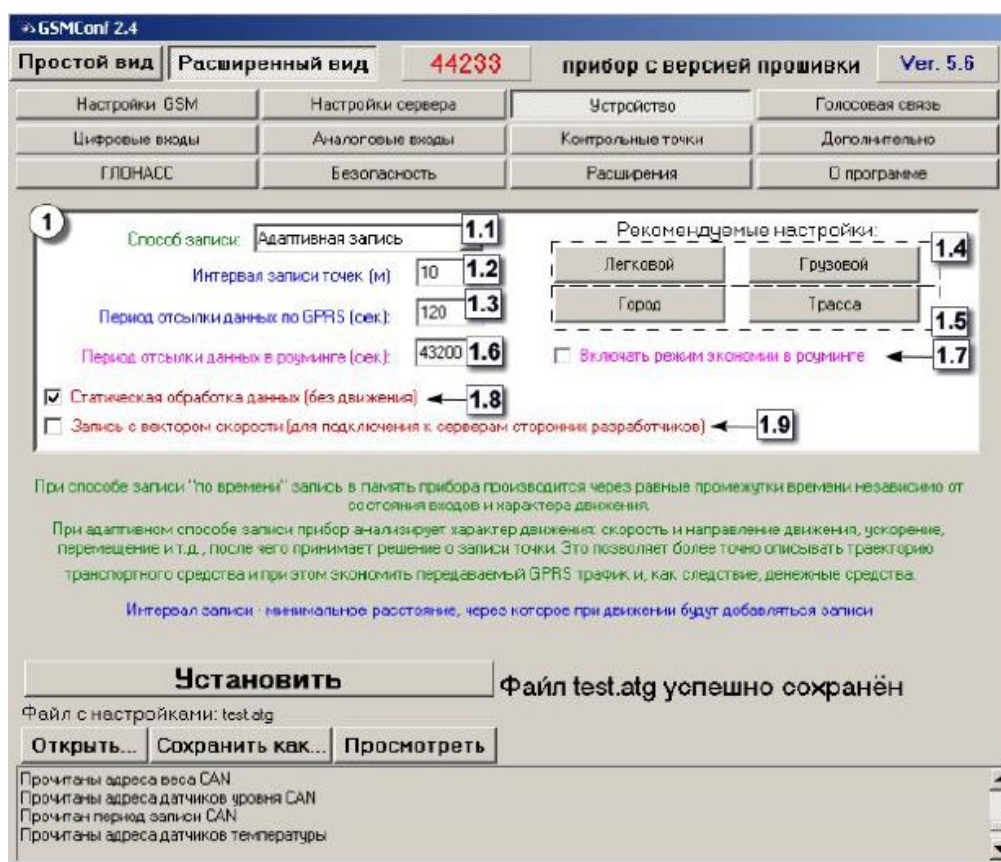 GSMConf 2.4
Простой вид Расширенный вид 44233 прибор с версией прошивки Ver. 5.6
Настройки GSM Настройки сервера Устройство Голосовая связь
Цифровые входы Аналоговые входы Контрольные точки Дополнительно
ГЛОНАСС Безопасность Расширения О программе
1
Способ записи: Адаптивная запись 1.1 Рекомендуемые настройки: 1.4
Интервал записи точек (м) 10 1.2 Легковой Грузовой
Период отсылки данных по GPRS (сек): 120 1.3 Город Трасса 1.5
Период отсылки данных в роуминге (сек): 43200 1.6 Включать режим экономии в роуминге 1.7
Статическая обработка данных (без движения) 1.8
Запись с вектором скорости (для подключения к серверам сторонних разработчиков) 1.9
При способе записи "по времени" запись в память прибора производится через равные промежутки времени независимо от
состояния входов и характера движения.
При адаптивном способе записи прибор анализирует характер движения: скорость и направление движения, ускорение,
перемещение и т.д., после чего принимает решение о записи точки. Это позволяет более точно описывать траекторию
транспортного средства и при этом экономить передаваемый GPRS трафик и, как следствие, денежные средства.
Интервал записи - минимальное расстояние, через которое при движении будут добавляться записи
Установить Файл test.atg успешно сохранён
Файл с настройками: test.atg
Открыть... Сохранить как... Просмотреть
Прочитаны адреса веса CAN
Прочитаны адреса датчиков уровня CAN
Прочитан период записи CAN
Прочитаны адреса датчиков температуры